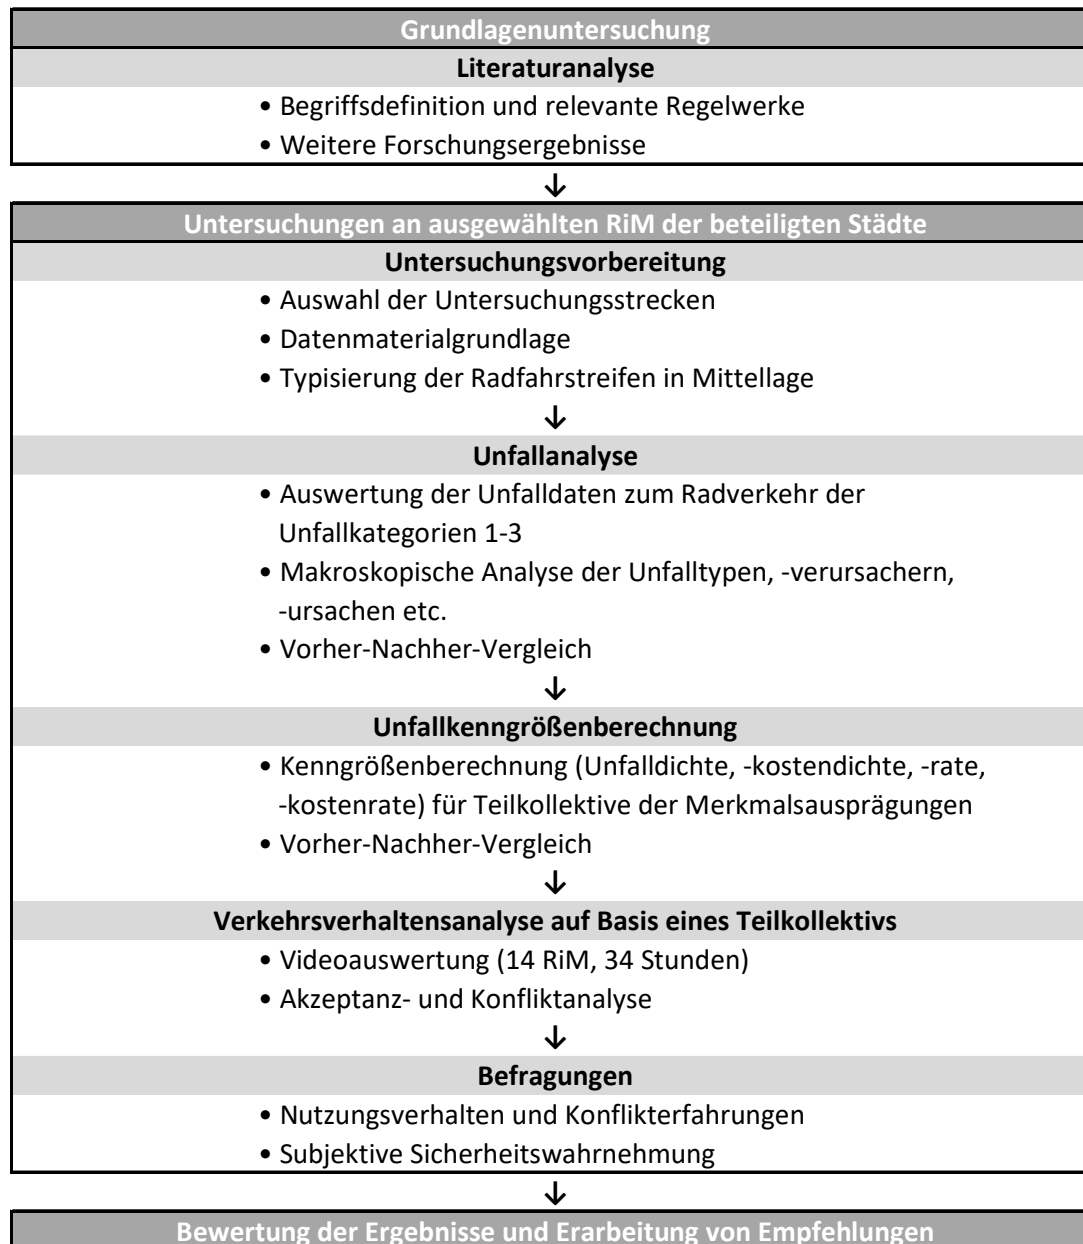 Grundlagenuntersuchung
Literaturanalyse
• Begriffsdefinition und relevante Regelwerke
• Weitere Forschungsergebnisse
↓
Untersuchungen an ausgewählten RiM der beteiligten Städte
Untersuchungsvorbereitung
• Auswahl der Untersuchungsstrecken
• Datenmaterialgrundlage
• Typisierung der Radfahrstreifen in Mittellage
↓
Unfallanalyse
• Auswertung der Unfalldaten zum Radverkehr der
Unfallkategorien 1-3
• Makroskopische Analyse der Unfalltypen, -verursachern,
-ursachen etc.
• Vorher-Nachher-Vergleich
↓
Unfallkenngrößenberechnung
• Kenngrößenberechnung (Unfalldichte, -kostendichte, -rate,
-kostenrate) für Teilkollektive der Merkmalsausprägungen
• Vorher-Nachher-Vergleich
↓
Verkehrsverhaltensanalyse auf Basis eines Teilkollektivs
• Videoauswertung (14 RiM, 34 Stunden)
• Akzeptanz- und Konfliktanalyse
↓
Befragungen
• Nutzungsverhalten und Konflikterfahrungen
• Subjektive Sicherheitswahrnehmung
↓
Bewertung der Ergebnisse und Erarbeitung von Empfehlungen